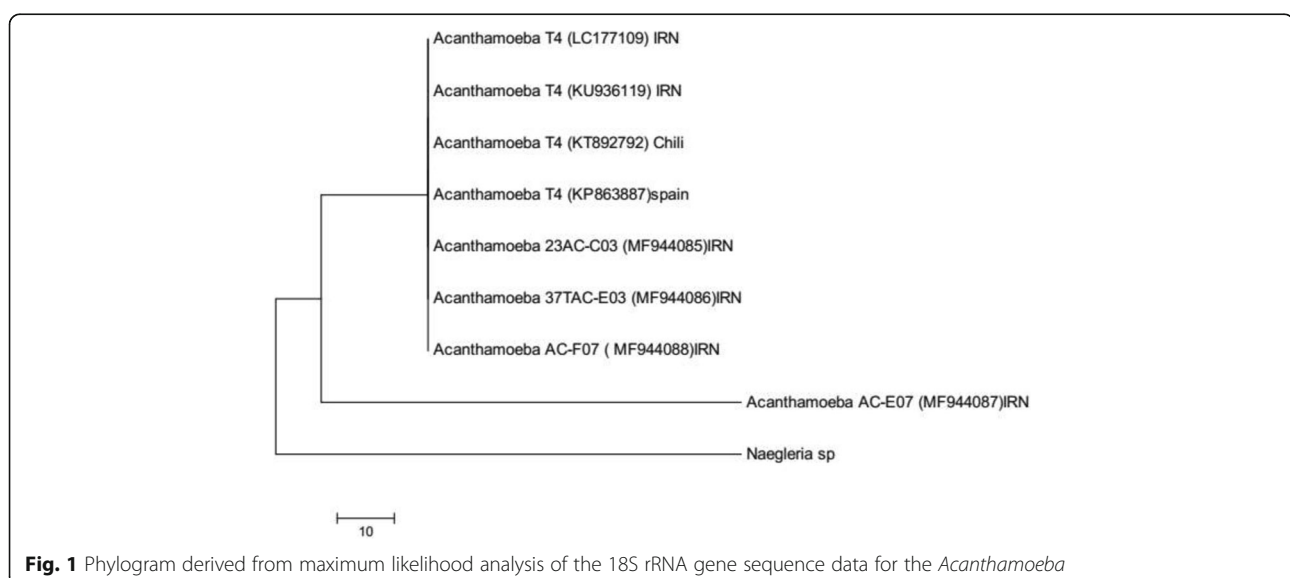 Acanthamoeba T4 (LC177109) IRN
Acanthamoeba T4 (KU936119) IRN
Acanthamoeba T4 (KT892792) Chili
Acanthamoeba T4 (KP863887)spain
Acanthamoeba 23AC-C03 (MF944085)IRN
Acanthamoeba 37TAC-E03 (MF944086)IRN
Acanthamoeba AC-F07 ( MF944088)IRN
Acanthamoeba AC-E07 (MF944087)IRN
Naegleria sp
10
Fig. 1 Phylogram derived from maximum likelihood analysis of the 18S rRNA gene sequence data for the Acanthamoeba